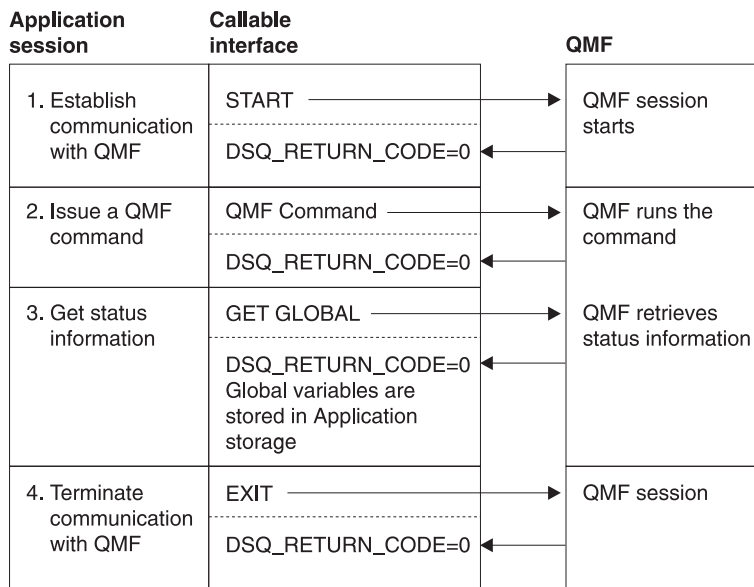 Application
session
Callable
interface
QMF
1. Establish
communication
with QMF
START
DSQ_RETURN_CODE=0
QMF session
starts
2. Issue a QMF
command
QMF Command
DSQ_RETURN_CODE=0
QMF runs the
command
3. Get status
information
GET GLOBAL
DSQ_RETURN_CODE=0
Global variables are
stored in Application
storage
QMF retrieves
status information
4. Terminate
communication
with QMF
EXIT
DSQ_RETURN_CODE=0
QMF session